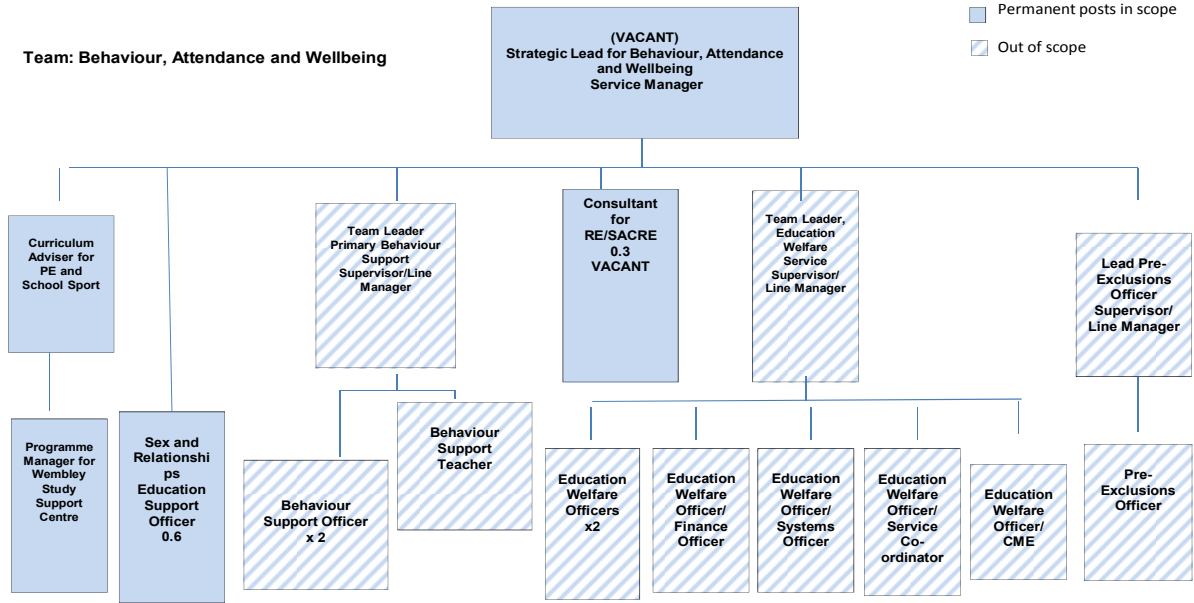 Permanent posts in scope
Out of scope
Team: Behaviour, Attendance and Wellbeing
(VACANT)
Strategic Lead for Behaviour, Attendance
and Wellbeing
Service Manager
Curriculum
Adviser for
PE and
School Sport
Team Leader
Primary Behaviour
Support
Supervisor/Line
Manager
Consultant
for
RE/SACRE
0.3
VACANT
Team Leader,
Education
Welfare
Service
Supervisor/
Line Manager
Lead Pre-
Exclusions
Officer
Supervisor/
Line Manager
Programme
Manager for
Wembley
Study
Support
Centre
Sex and
Relationshi
ps
Education
Support
Officer
0.6
Behaviour
Support Officer
x 2
Behaviour
Support
Teacher
Education
Welfare
Officers
x2
Education
Welfare
Officer/
Finance
Officer
Education
Welfare
Officer/
Systems
Officer
Education
Welfare
Officer/
Service
Co-
ordinator
Education
Welfare
Officer/
CME
Pre-
Exclusions
Officer